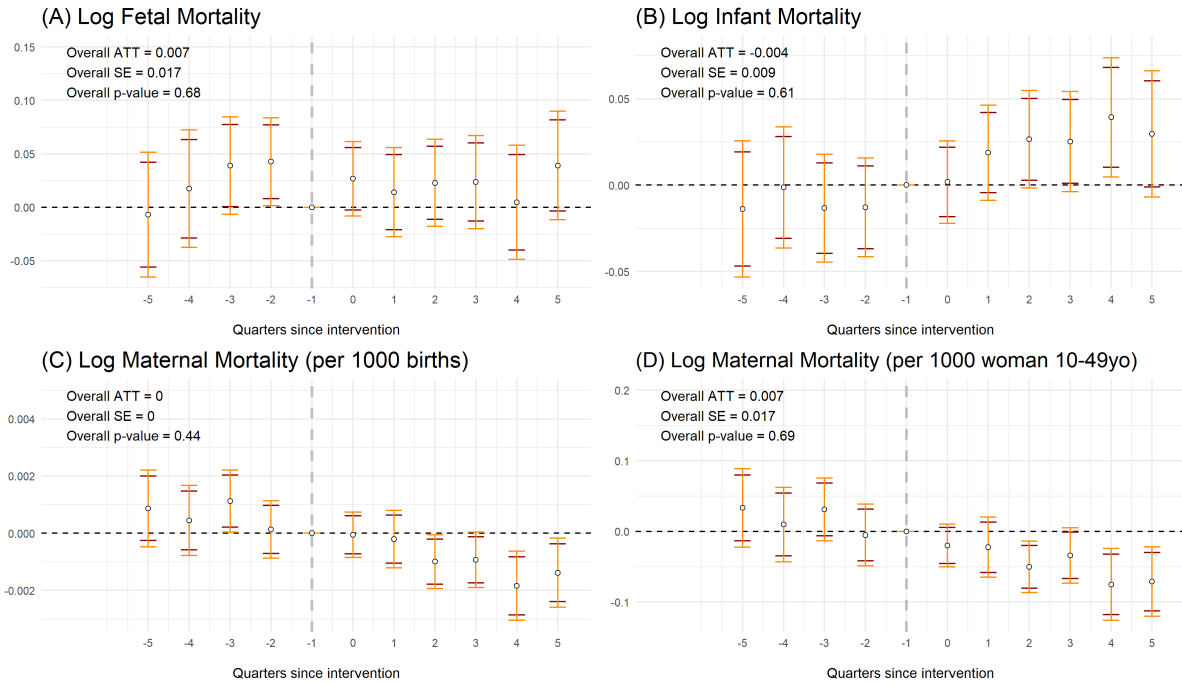 (A) Log Fetal Mortality
Overall ATT = 0.007
Overall SE = 0.017
Overall p-value = 0.68
0.15
0.10
0.05
0.00
-0.05
-5 -4 -3 -2 -1 0 1 2 3 4 5
Quarters since intervention
(B) Log Infant Mortality
Overall ATT = -0.004
Overall SE = 0.009
Overall p-value = 0.61
0.05
0.00
-0.05
-5 -4 -3 -2 -1 0 1 2 3 4 5
Quarters since intervention
(C) Log Maternal Mortality (per 1000 births)
Overall ATT = 0
Overall SE = 0
Overall p-value = 0.44
0.004
0.002
0.000
-0.002
-5 -4 -3 -2 -1 0 1 2 3 4 5
Quarters since intervention
(D) Log Maternal Mortality (per 1000 woman 10-49yo)
Overall ATT = 0.007
Overall SE = 0.017
Overall p-value = 0.69
0.2
0.1
0.0
-0.1
-5 -4 -3 -2 -1 0 1 2 3 4 5
Quarters since intervention